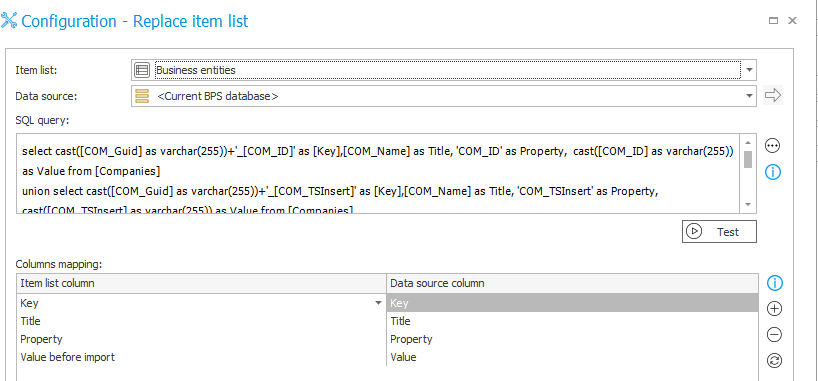 Configuration - Replace item list
Item list: Business entities
Data source: <Current BPS database>
SQL query:
select cast([COM_Guid] as varchar(255))+'_[COM_ID]' as [Key],[COM_Name] as Title, 'COM_ID' as Property, cast([COM_ID] as varchar(255))
as Value from [Companies]
union select cast([COM_Guid] as varchar(255))+'_[COM_TSInsert]' as [Key],[COM_Name] as Title, 'COM_TSInsert' as Property,
cast([COM_TSInsert] as varchar(255)) as Value from [Companies]
Test
Columns mapping:
Item list column Data source column
Key Key
Title Title
Property Property
Value before import Value